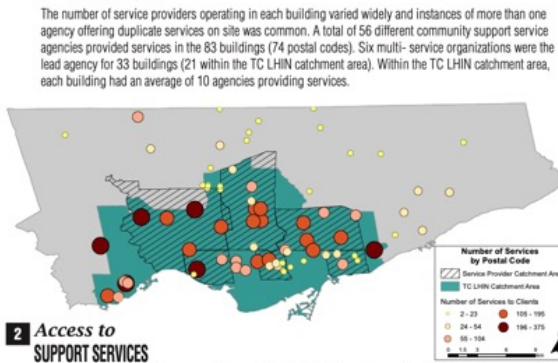 The number of service providers operating in each building varied widely and instances of more than one
agency offering duplicate services on site was common. A total of 56 different community support service
agencies provided services in the 83 buildings (74 postal codes). Six multi- service organizations were the
lead agency for 33 buildings (21 within the TC LHIN catchment area). Within the TC LHIN catchment area,
each building had an average of 10 agencies providing services.
Number of Services
by Postal Code
Service Provider Catchment Area
TC LHIN Catchment Area
Number of Services to Clients
2 - 23
105 - 195
24 - 54
196 - 375
55 - 104
0 1.5 3 6
2 Access to
SUPPORT SERVICES